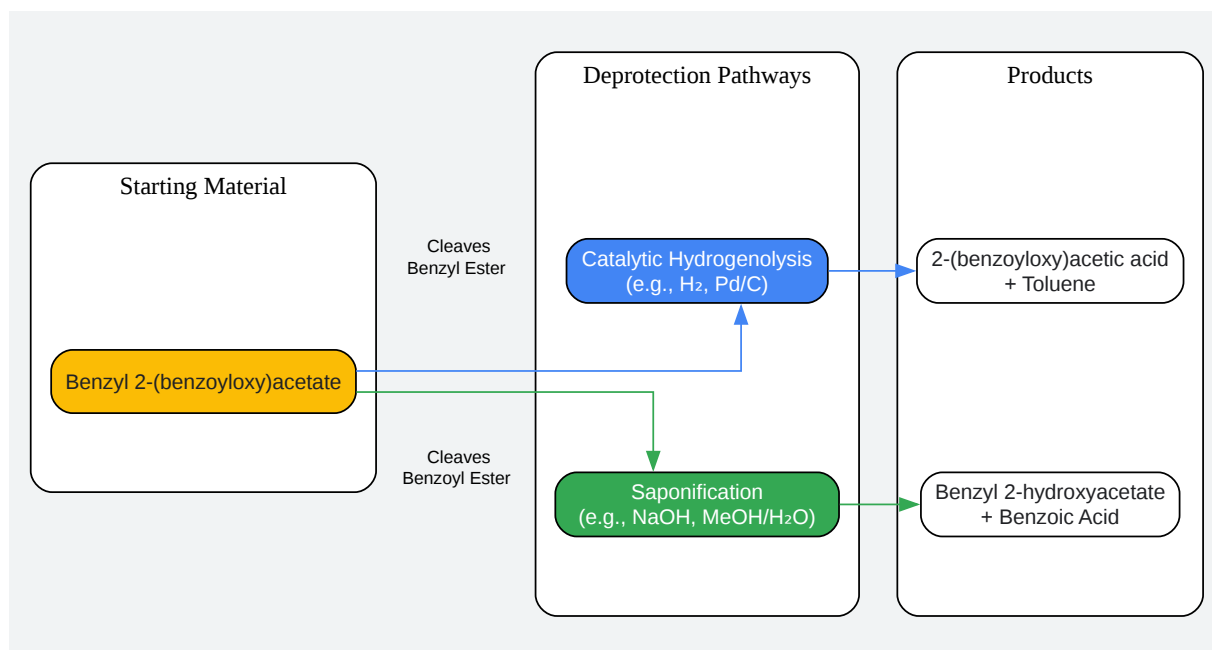 Starting Material
Benzyl 2-(benzoyloxy)acetate
Cleaves
Benzyl Ester
Cleaves
Benzoyl Ester
Deprotection Pathways
Catalytic Hydrogenolysis
(e.g., H₂, Pd/C)
Saponification
(e.g., NaOH, MeOH/H₂O)
Products
2-(benzoyloxy)acetic acid
+ Toluene
Benzyl 2-hydroxyacetate
+ Benzoic Acid